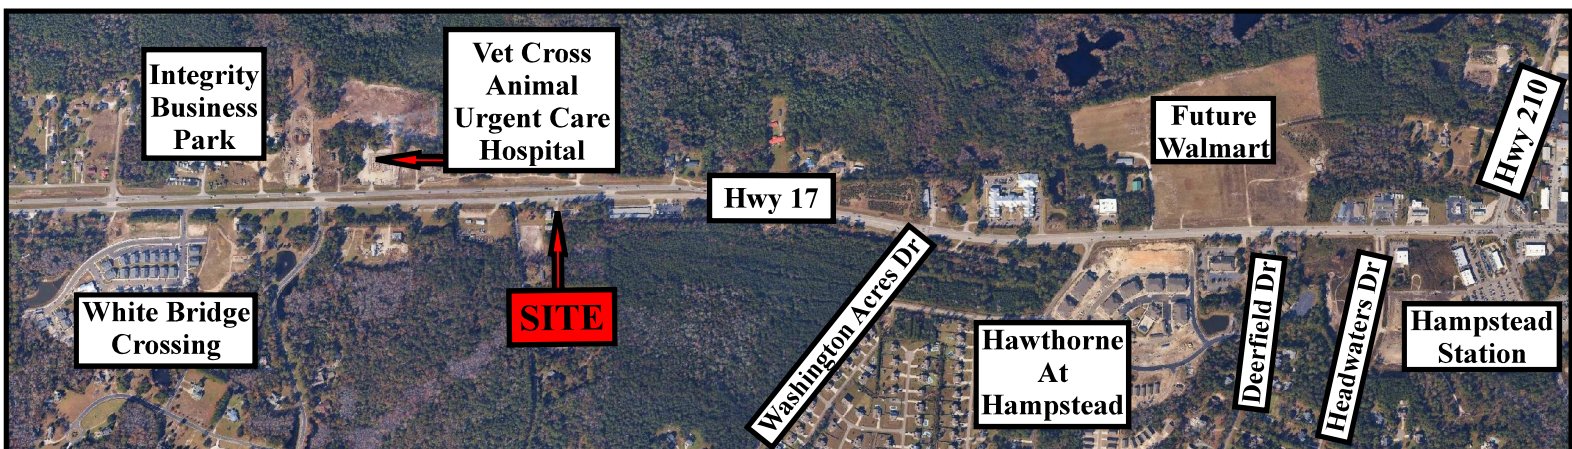 Integrity
Business
Park
Vet Cross
Animal
Urgent Care
Hospital
Future
Walmart
Hwy 210
Hwy 17
Washington Acres Dr
SITE
White Bridge
Crossing
Hawthorne
At
Hampstead
Deerfield Dr
Headwaters Dr
Hampstead
Station